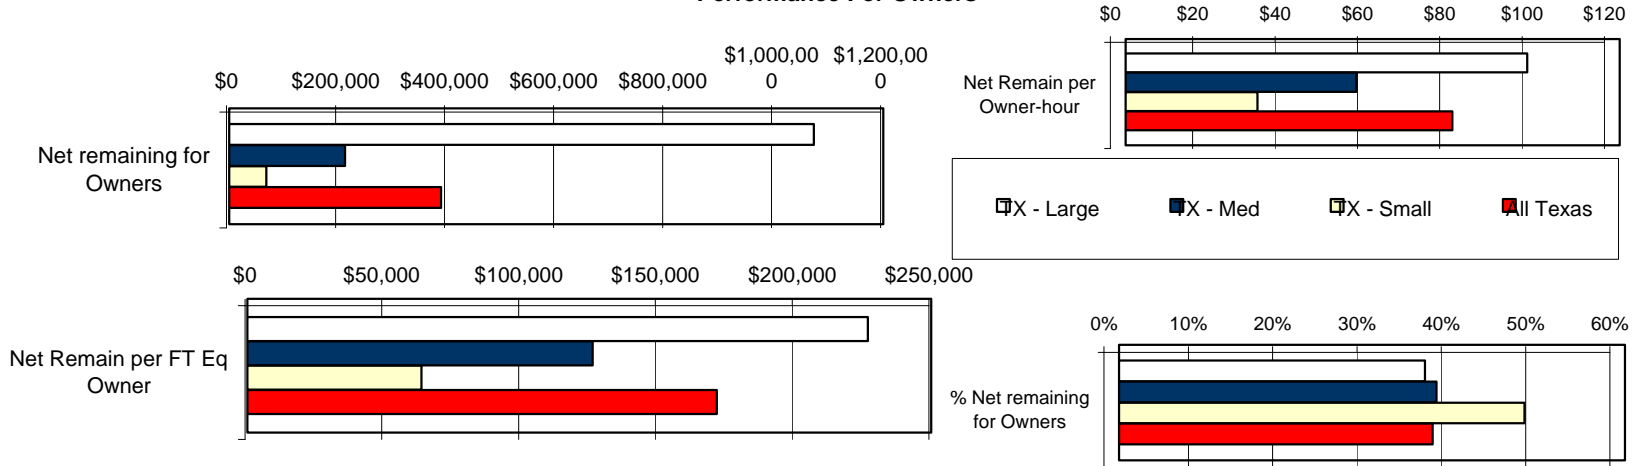 $0 $200,000 $400,000 $600,000 $800,000 $1,000,00 $1,200,00
0 0
Net remaining for
Owners
$0 $20 $40 $60 $80 $100 $120
Net Remain per
Owner-hour
TX - Large TX - Med TX - Small All Texas
$0 $50,000 $100,000 $150,000 $200,000 $250,000
Net Remain per FT Eq
Owner
0% 10% 20% 30% 40% 50% 60%
% Net remaining
for Owners